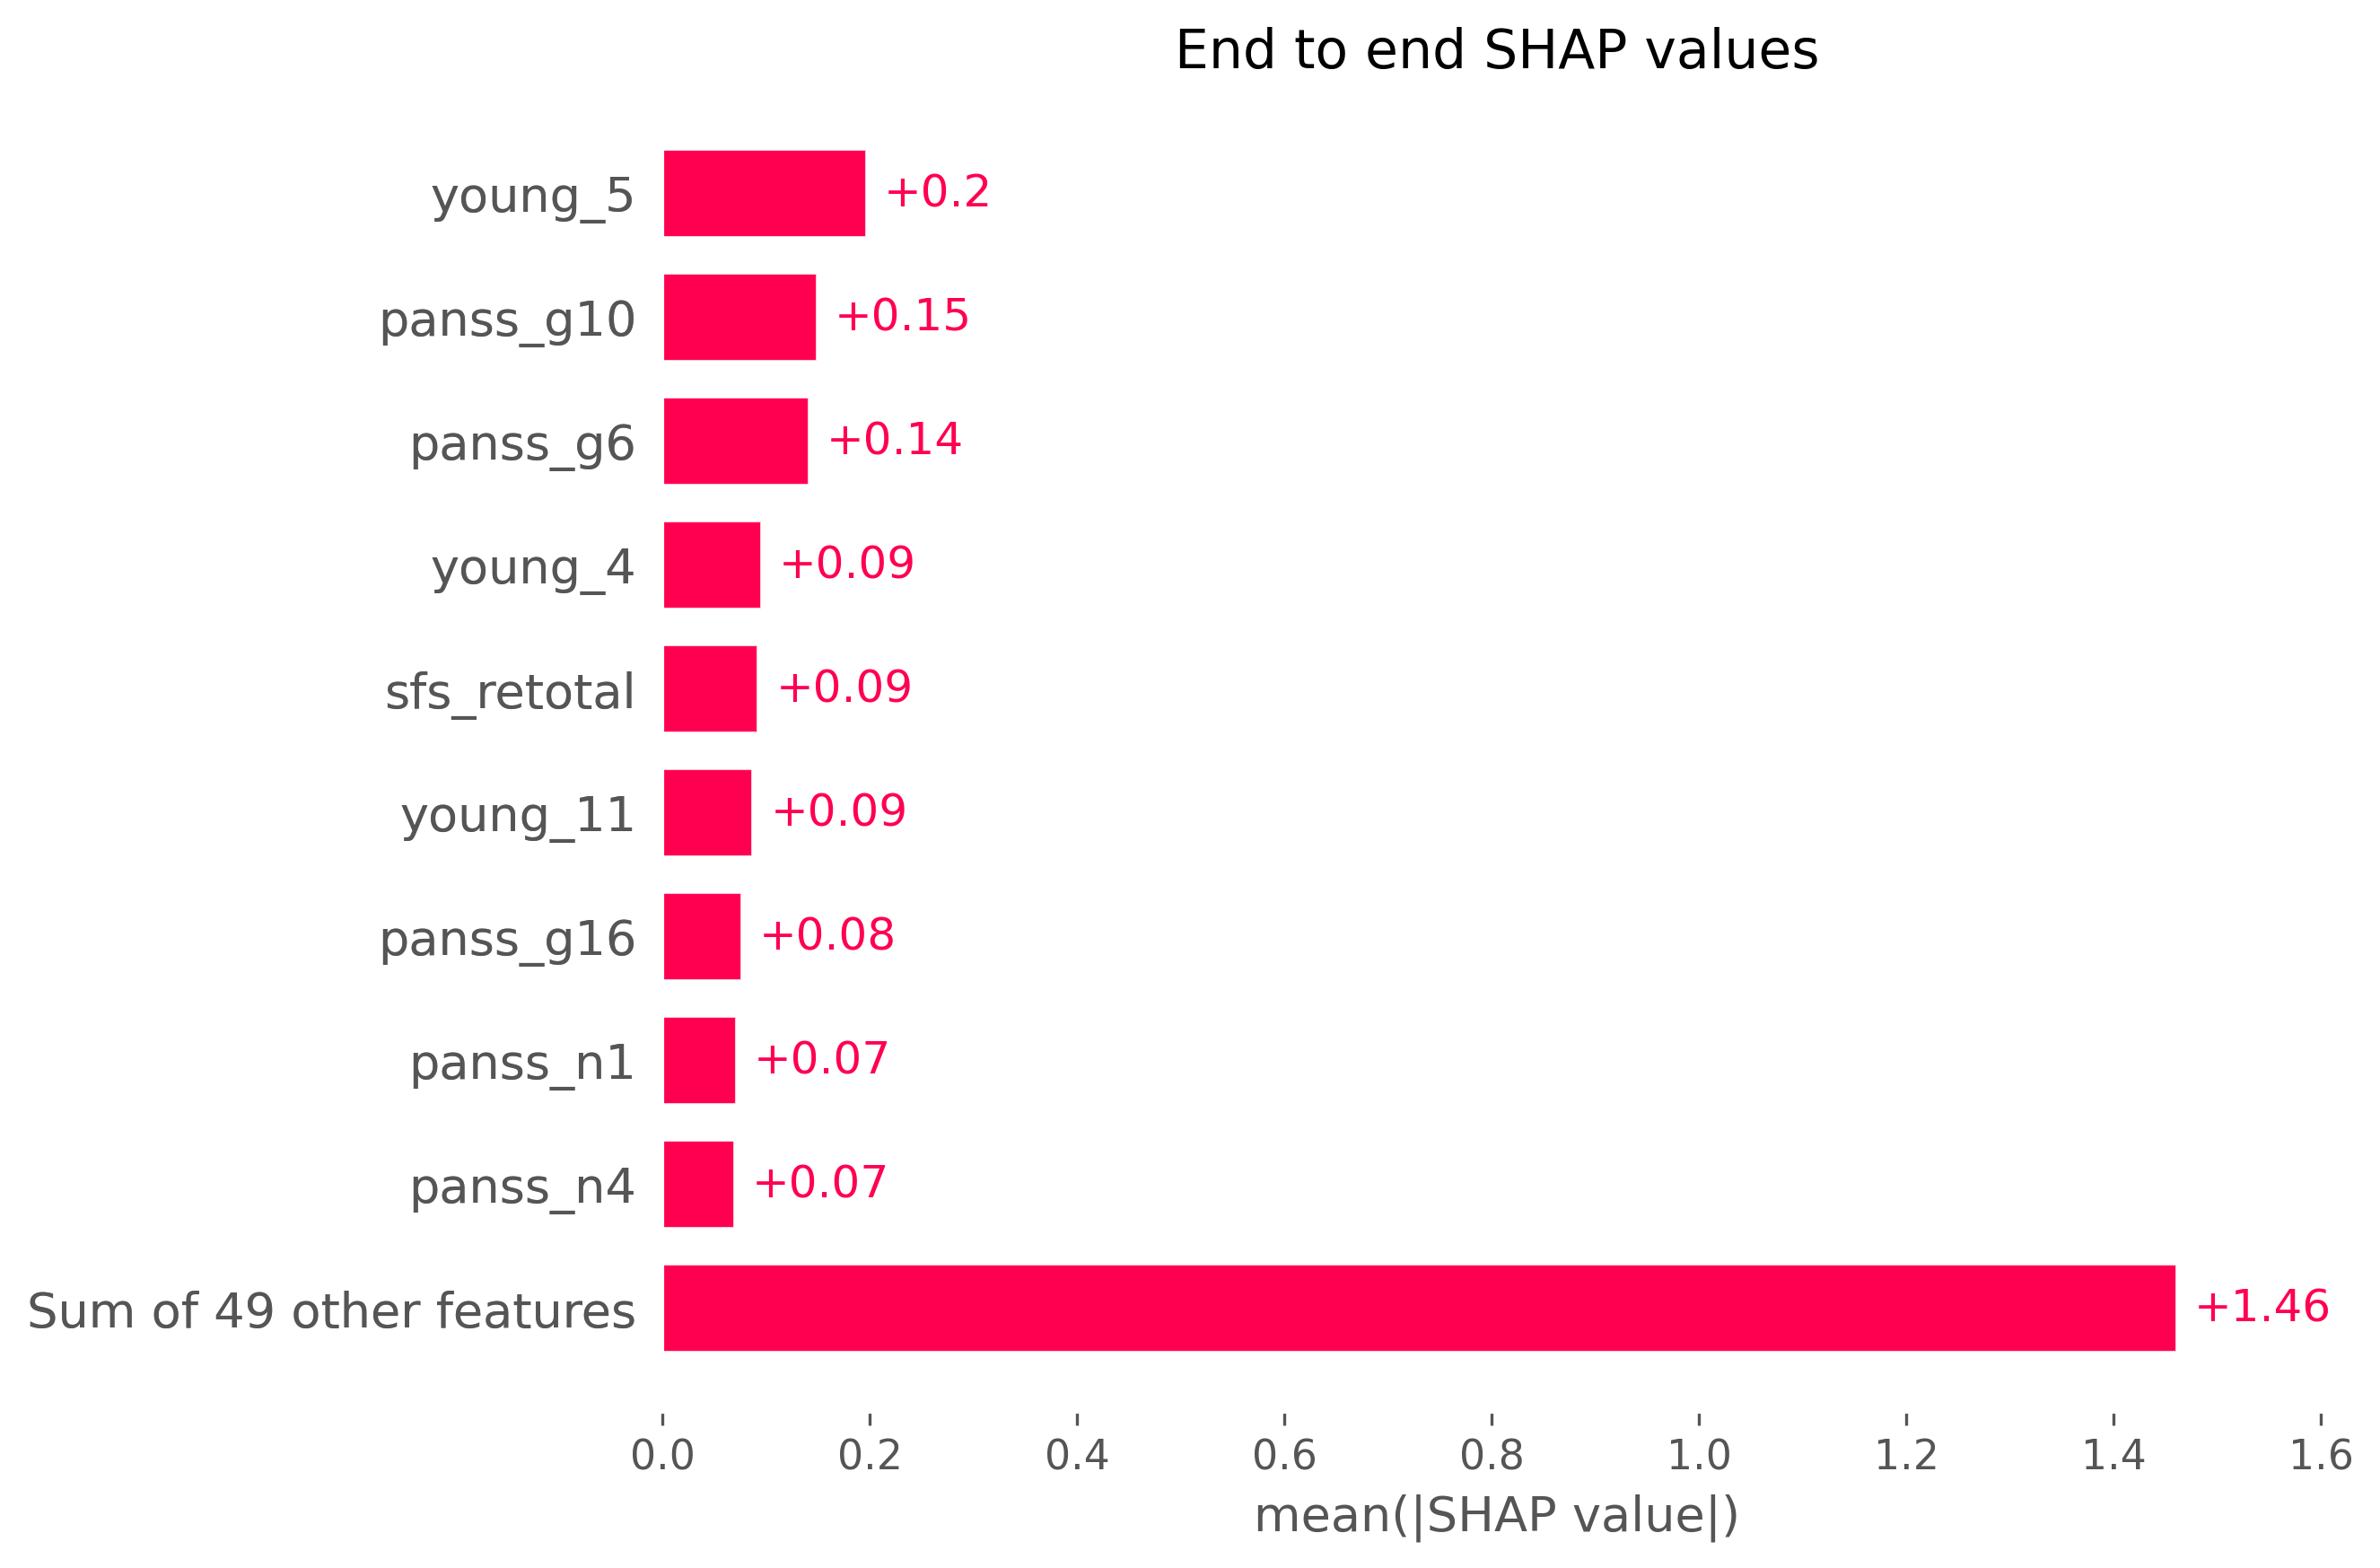 End to end SHAP values
young_5
+0.2
panss_g10
+0.15
panss_g6
+0.14
young_4
+0.09
sfs_retotal
+0.09
young_11
+0.09
panss_g16
+0.08
panss_n1
+0.07
panss_n4
+0.07
Sum of 49 other features
+1.46
0.0 0.2 0.4 0.6 0.8 1.0 1.2 1.4 1.6
mean(|SHAP value|)